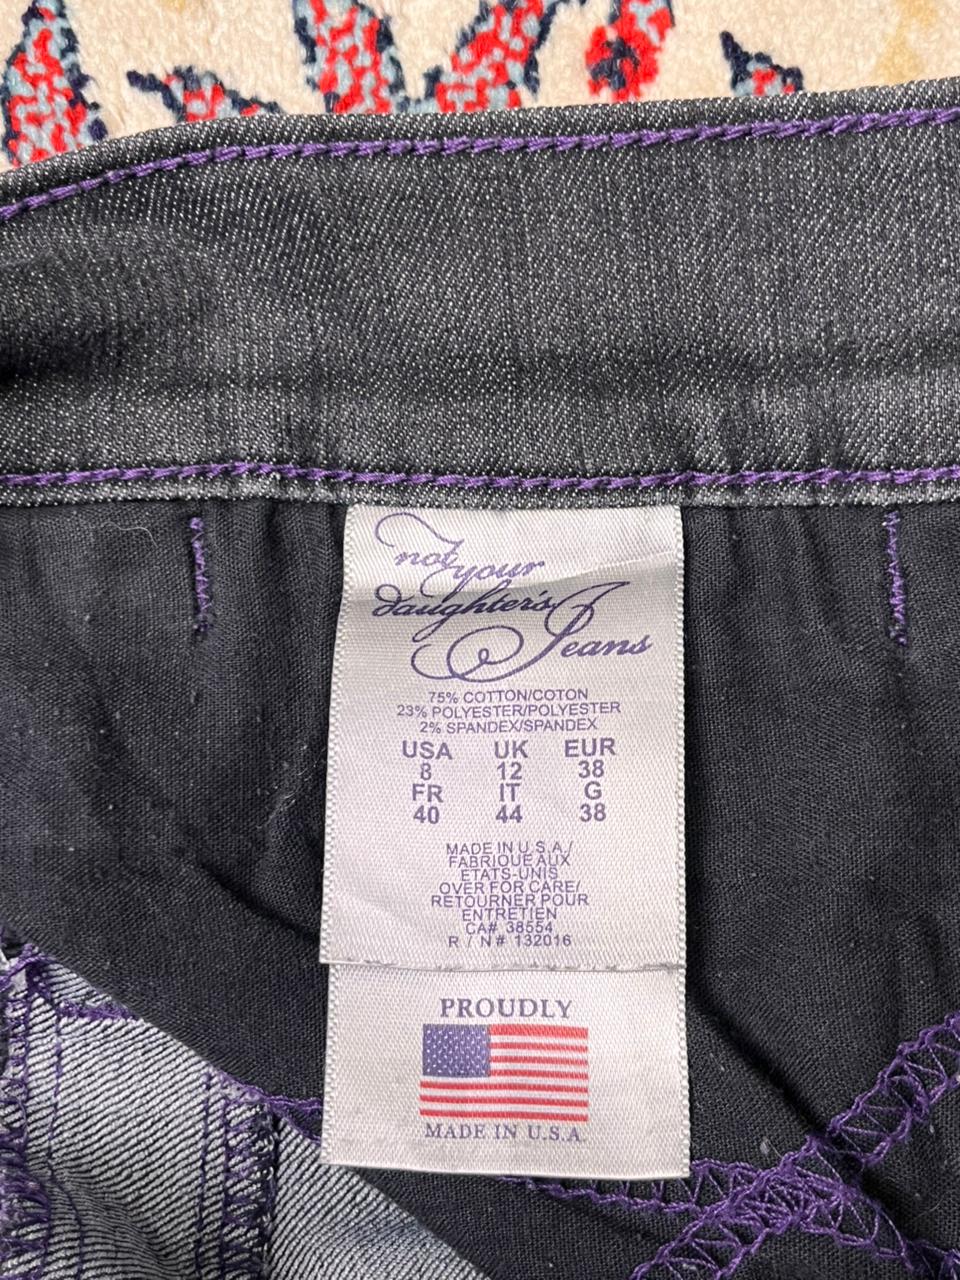 not your
daughter's
Jeans
75% COTTON/COTON
23% POLYESTER/POLYESTER
2% SPANDEX/SPANDEX
USA UK EUR
8 12 38
FR IT G
40 44 38
MADE IN U.S.A./
FABRIQUE AUX
ETATS-UNIS
OVER FOR CARE/
RETOURNER POUR
ENTRETIEN
CA# 38554
R / N# 132016
PROUDLY
MADE IN U.S.A.